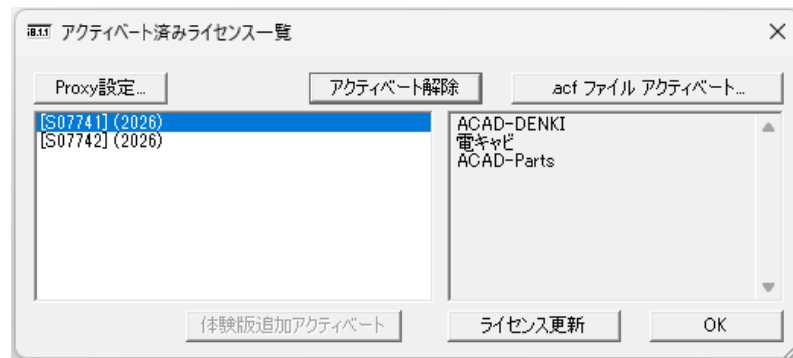 i8.1.1 アクティベート済みライセンス一覧
Proxy設定...
アクティベート解除
.acf ファイル アクティベート...
[S07741] (2026)
[S07742] (2026)
ACAD-DENKI
電キャビ
ACAD-Parts
体験版追加アクティベート
ライセンス更新
OK